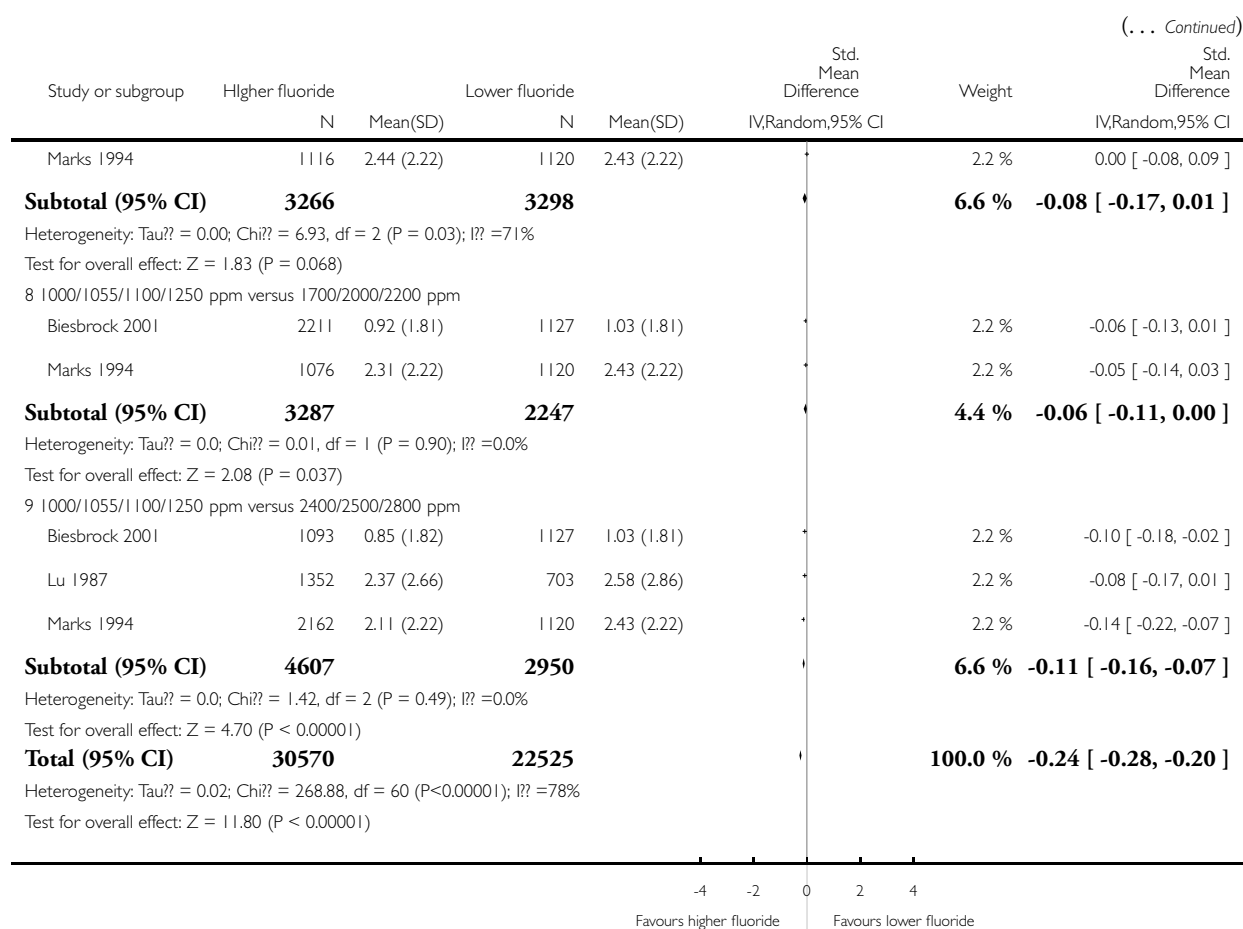 (. . . Continued)
Study or subgroup HIgher fluoride Lower fluoride Std. Mean Difference Weight Std. Mean Difference
N Mean(SD) N Mean(SD) IV,Random,95% CI IV,Random,95% CI
Marks 1994 1116 2.44 (2.22) 1120 2.43 (2.22) 2.2 % 0.00 [ -0.08, 0.09 ]
Subtotal (95% CI) 3266 3298 6.6 % -0.08 [ -0.17, 0.01 ]
Heterogeneity: Tau?? = 0.00; Chi?? = 6.93, df = 2 (P = 0.03); I?? =71%
Test for overall effect: Z = 1.83 (P = 0.068)
8 1000/1055/1100/1250 ppm versus 1700/2000/2200 ppm
Biesbrock 2001 2211 0.92 (1.81) 1127 1.03 (1.81) 2.2 % -0.06 [ -0.13, 0.01 ]
Marks 1994 1076 2.31 (2.22) 1120 2.43 (2.22) 2.2 % -0.05 [ -0.14, 0.03 ]
Subtotal (95% CI) 3287 2247 4.4 % -0.06 [ -0.11, 0.00 ]
Heterogeneity: Tau?? = 0.0; Chi?? = 0.01, df = 1 (P = 0.90); I?? =0.0%
Test for overall effect: Z = 2.08 (P = 0.037)
9 1000/1055/1100/1250 ppm versus 2400/2500/2800 ppm
Biesbrock 2001 1093 0.85 (1.82) 1127 1.03 (1.81) 2.2 % -0.10 [ -0.18, -0.02 ]
Lu 1987 1352 2.37 (2.66) 703 2.58 (2.86) 2.2 % -0.08 [ -0.17, 0.01 ]
Marks 1994 2162 2.11 (2.22) 1120 2.43 (2.22) 2.2 % -0.14 [ -0.22, -0.07 ]
Subtotal (95% CI) 4607 2950 6.6 % -0.11 [ -0.16, -0.07 ]
Heterogeneity: Tau?? = 0.0; Chi?? = 1.42, df = 2 (P = 0.49); I?? =0.0%
Test for overall effect: Z = 4.70 (P < 0.00001)
Total (95% CI) 30570 22525 100.0 % -0.24 [ -0.28, -0.20 ]
Heterogeneity: Tau?? = 0.02; Chi?? = 268.88, df = 60 (P<0.00001); I?? =78%
Test for overall effect: Z = 11.80 (P < 0.00001)
-4 -2 0 2 4
Favours higher fluoride Favours lower fluoride